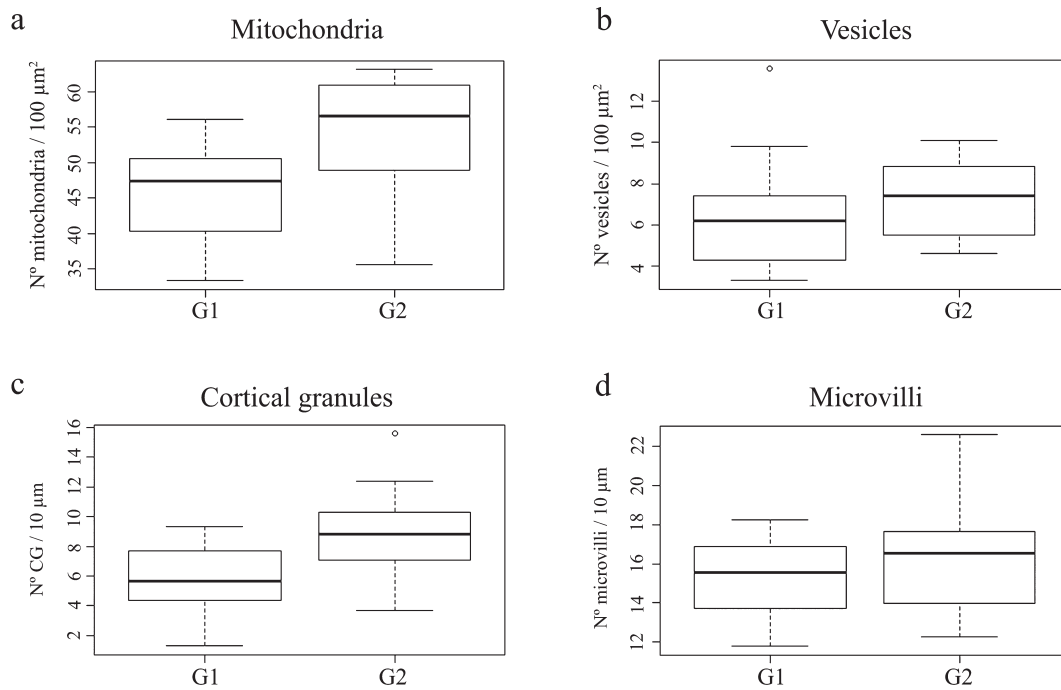 a
Mitochondria
Nº mitochondria / 100 µm²
60
55
50
45
40
35
G1
G2
b
Vesicles
Nº vesicles / 100 µm²
12
10
8
6
4
G1
G2
c
Cortical granules
Nº CG / 10 µm
16
14
12
10
8
6
4
2
G1
G2
d
Microvilli
Nº microvilli / 10 µm
22
20
18
16
14
12
G1
G2